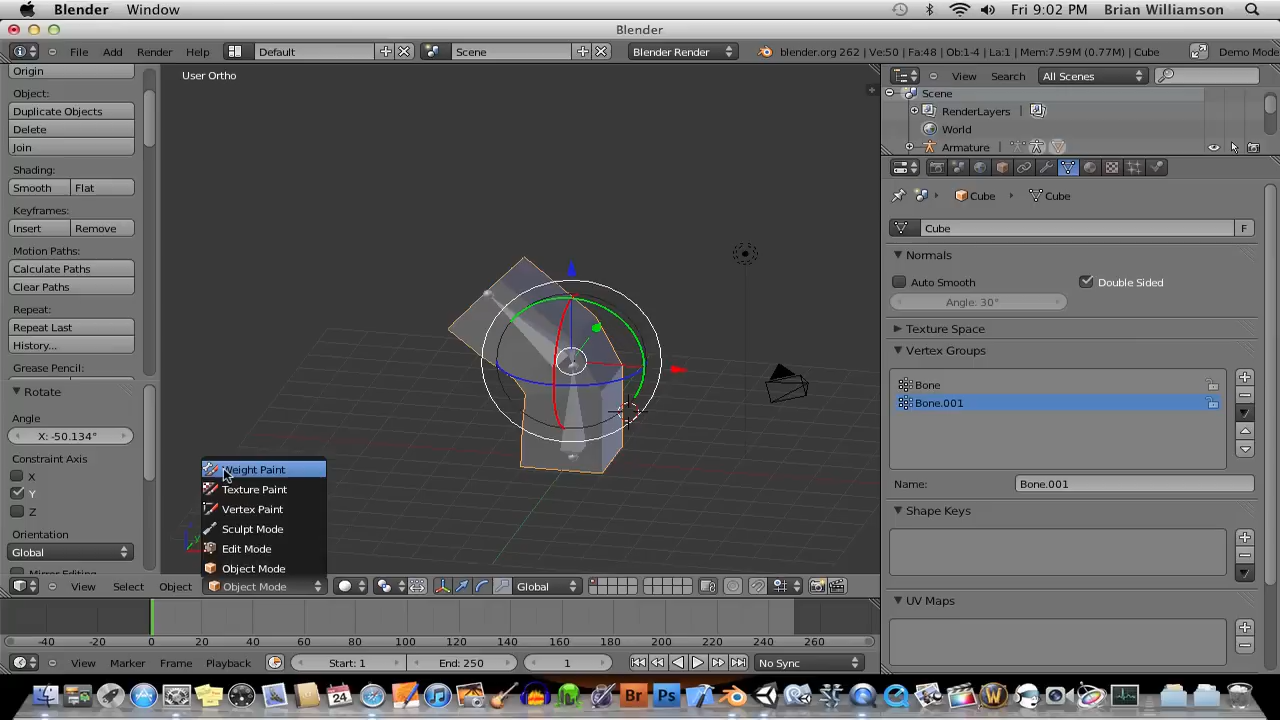 Blender Window Fri 9:02 PM Brian Williamson
Blender
File Add Render Help Default Scene Blender Render blender.org 262 | Ve:50 | Fa:48 | Ob:1-4 | La:1 | Mem:7.59M (0.77M) | Cube Demo Mode
User Ortho
Origin
Object:
Duplicate Objects
Delete
Join
Shading:
Smooth Flat
Keyframes:
Insert Remove
Motion Paths:
Calculate Paths
Clear Paths
Repeat:
Repeat Last
History...
Grease Pencil:
Rotate
Angle
X: -50.134°
Constraint Axis
X
Y
Z
Orientation
Global
Weight Paint
Texture Paint
Vertex Paint
Sculpt Mode
Edit Mode
Object Mode
View Select Object Object Mode Global
-40 -20 0 20 40 60 80 100 120 140 160 180 200 220 240 260
View Marker Frame Playback Start: 1 End: 250 1 No Sync
View Search All Scenes
Scene
RenderLayers |
World
Armature
Cube Cube
Cube F
Normals
Auto Smooth Double Sided
Angle: 30°
Texture Space
Vertex Groups
Bone
Bone.001
Name: Bone.001
Shape Keys
UV Maps
24
Br Ps W